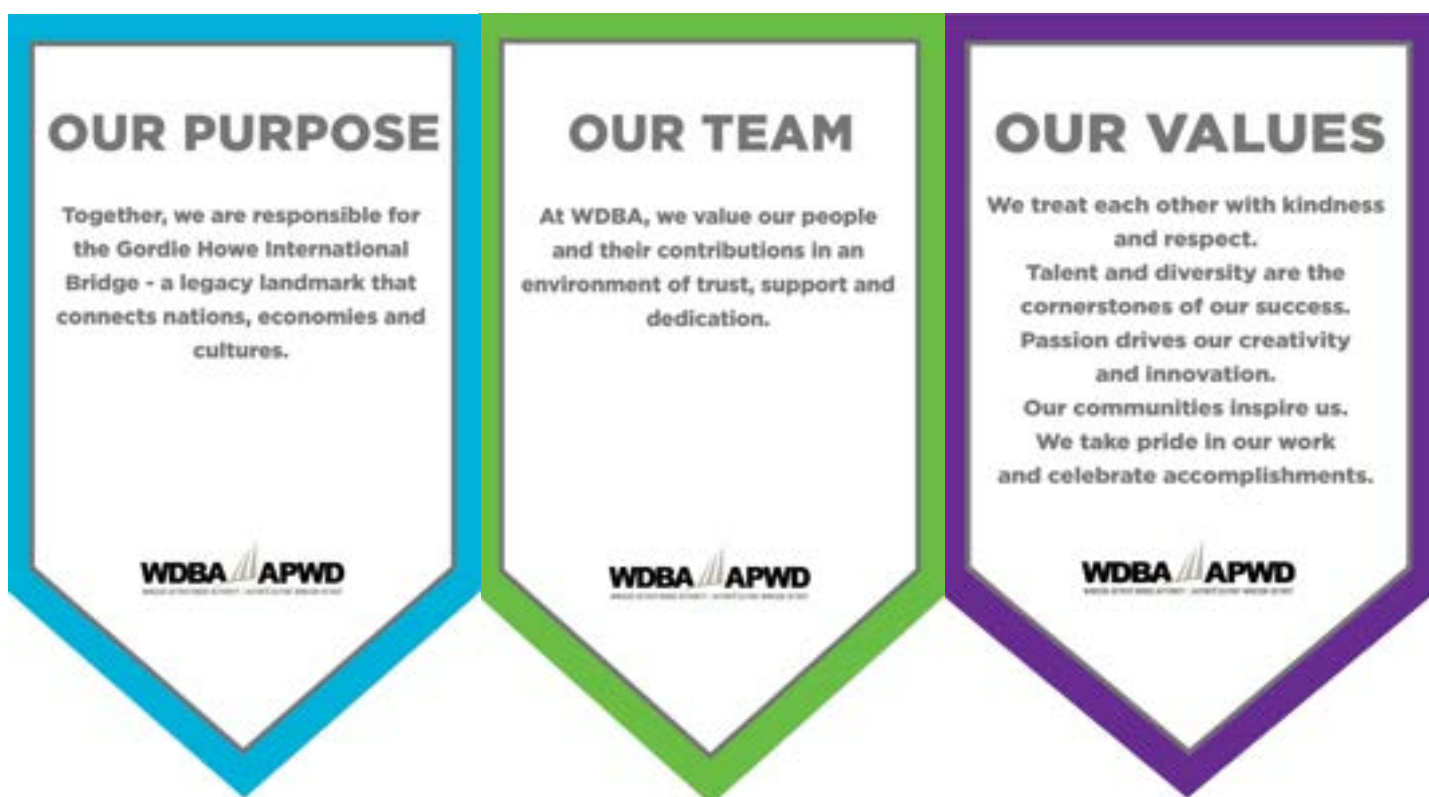 OUR PURPOSE
Together, we are responsible for
the Gordie Howe International
Bridge - a legacy landmark that
connects nations, economies and
cultures.
WDBA APWD
OUR TEAM
At WDBA, we value our people
and their contributions in an
environment of trust, support and
dedication.
WDBA APWD
OUR VALUES
We treat each other with kindness
and respect.
Talent and diversity are the
cornerstones of our success.
Passion drives our creativity
and innovation.
Our communities inspire us.
We take pride in our work
and celebrate accomplishments.
WDBA APWD